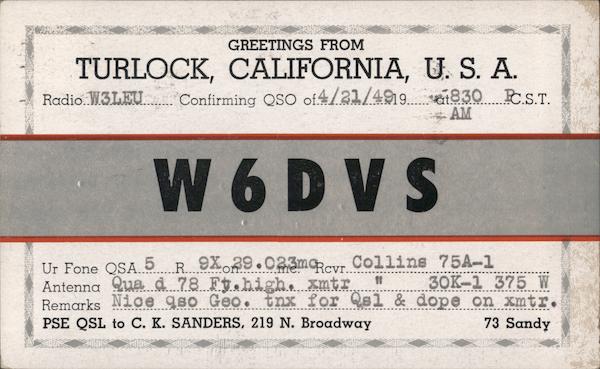 GREETINGS FROM
TURLOCK, CALIFORNIA, U. S. A.
Radio W3LEU Confirming QSO of 4/21/49 19 at 830 P C.S.T.
AM
W6DVS
Ur Fone QSA 5 R 9X on 29.023mc mc Rcvr Collins 75A-1
Antenna Qua d 78 Ft.high. xmtr " 30K-1 375 W
Remarks Nice qso Geo. tnx for Qsl & dope on xmtr.
PSE QSL to C. K. SANDERS, 219 N. Broadway 73 Sandy